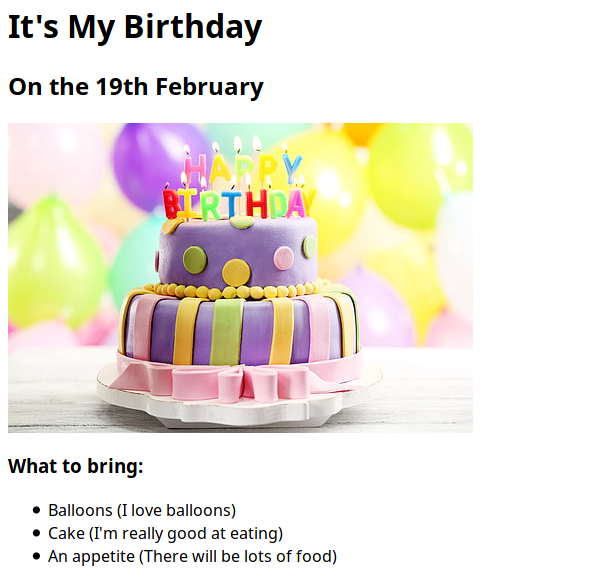 It's My Birthday
On the 19th February
HAPPY
BIRTHDAY
What to bring:
Balloons (I love balloons)
Cake (I'm really good at eating)
An appetite (There will be lots of food)